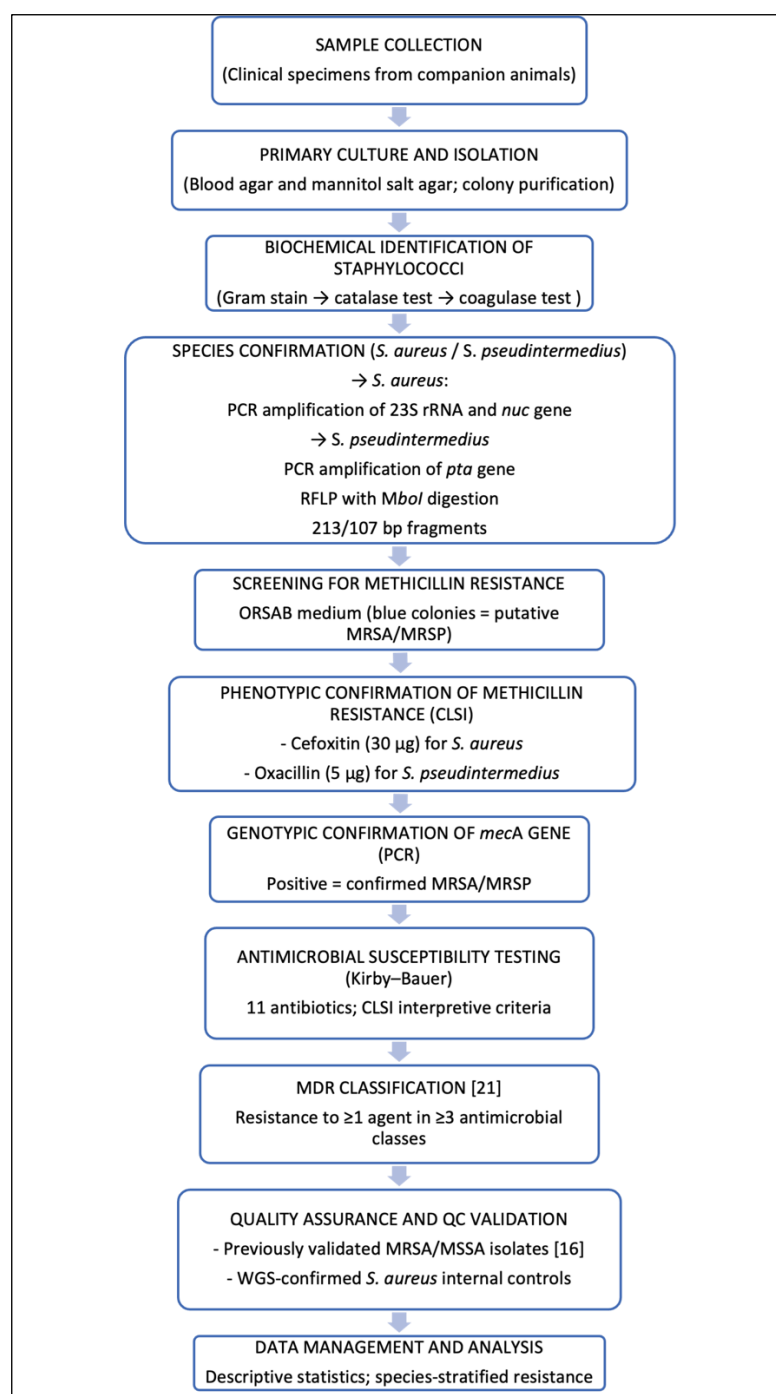 SAMPLE COLLECTION
(Clinical specimens from companion animals)
PRIMARY CULTURE AND ISOLATION
(Blood agar and mannitol salt agar; colony purification)
BIOCHEMICAL IDENTIFICATION OF
STAPHYLOCOCCI
(Gram stain → catalase test → coagulase test )
SPECIES CONFIRMATION (S. aureus / S. pseudintermedius)
→ S. aureus:
PCR amplification of 23S rRNA and nuc gene
→ S. pseudintermedius
PCR amplification of pta gene
RFLP with MboI digestion
213/107 bp fragments
SCREENING FOR METHICILLIN RESISTANCE
ORSAB medium (blue colonies = putative
MRSA/MRSP)
PHENOTYPIC CONFIRMATION OF METHICILLIN
RESISTANCE (CLSI)
- Cefoxitin (30 µg) for S. aureus
- Oxacillin (5 µg) for S. pseudintermedius
GENOTYPIC CONFIRMATION OF mecA GENE
(PCR)
Positive = confirmed MRSA/MRSP
ANTIMICROBIAL SUSCEPTIBILITY TESTING
(Kirby–Bauer)
11 antibiotics; CLSI interpretive criteria
MDR CLASSIFICATION [21]
Resistance to ≥1 agent in ≥3 antimicrobial
classes
QUALITY ASSURANCE AND QC VALIDATION
- Previously validated MRSA/MSSA isolates [16]
- WGS-confirmed S. aureus internal controls
DATA MANAGEMENT AND ANALYSIS
Descriptive statistics; species-stratified resistance